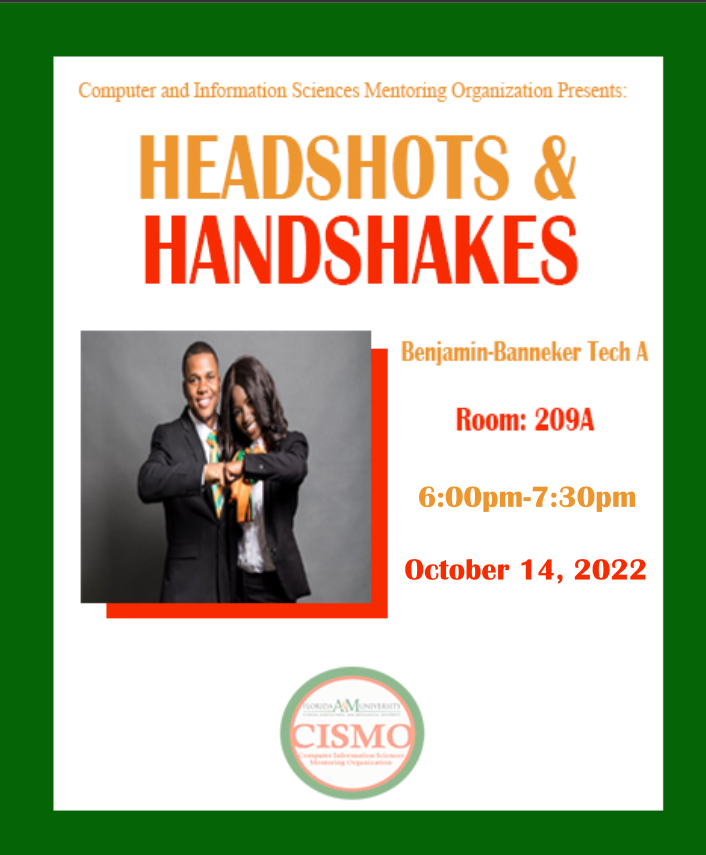 Computer and Information Sciences Mentoring Organization Presents:
HEADSHOTS &
HANDSHAKES
Benjamin-Banneker Tech A
Room: 209A
6:00pm-7:30pm
October 14, 2022
FLORIDA A&M UNIVERSITY
CISMO
Computer Information Sciences
Mentoring Organization